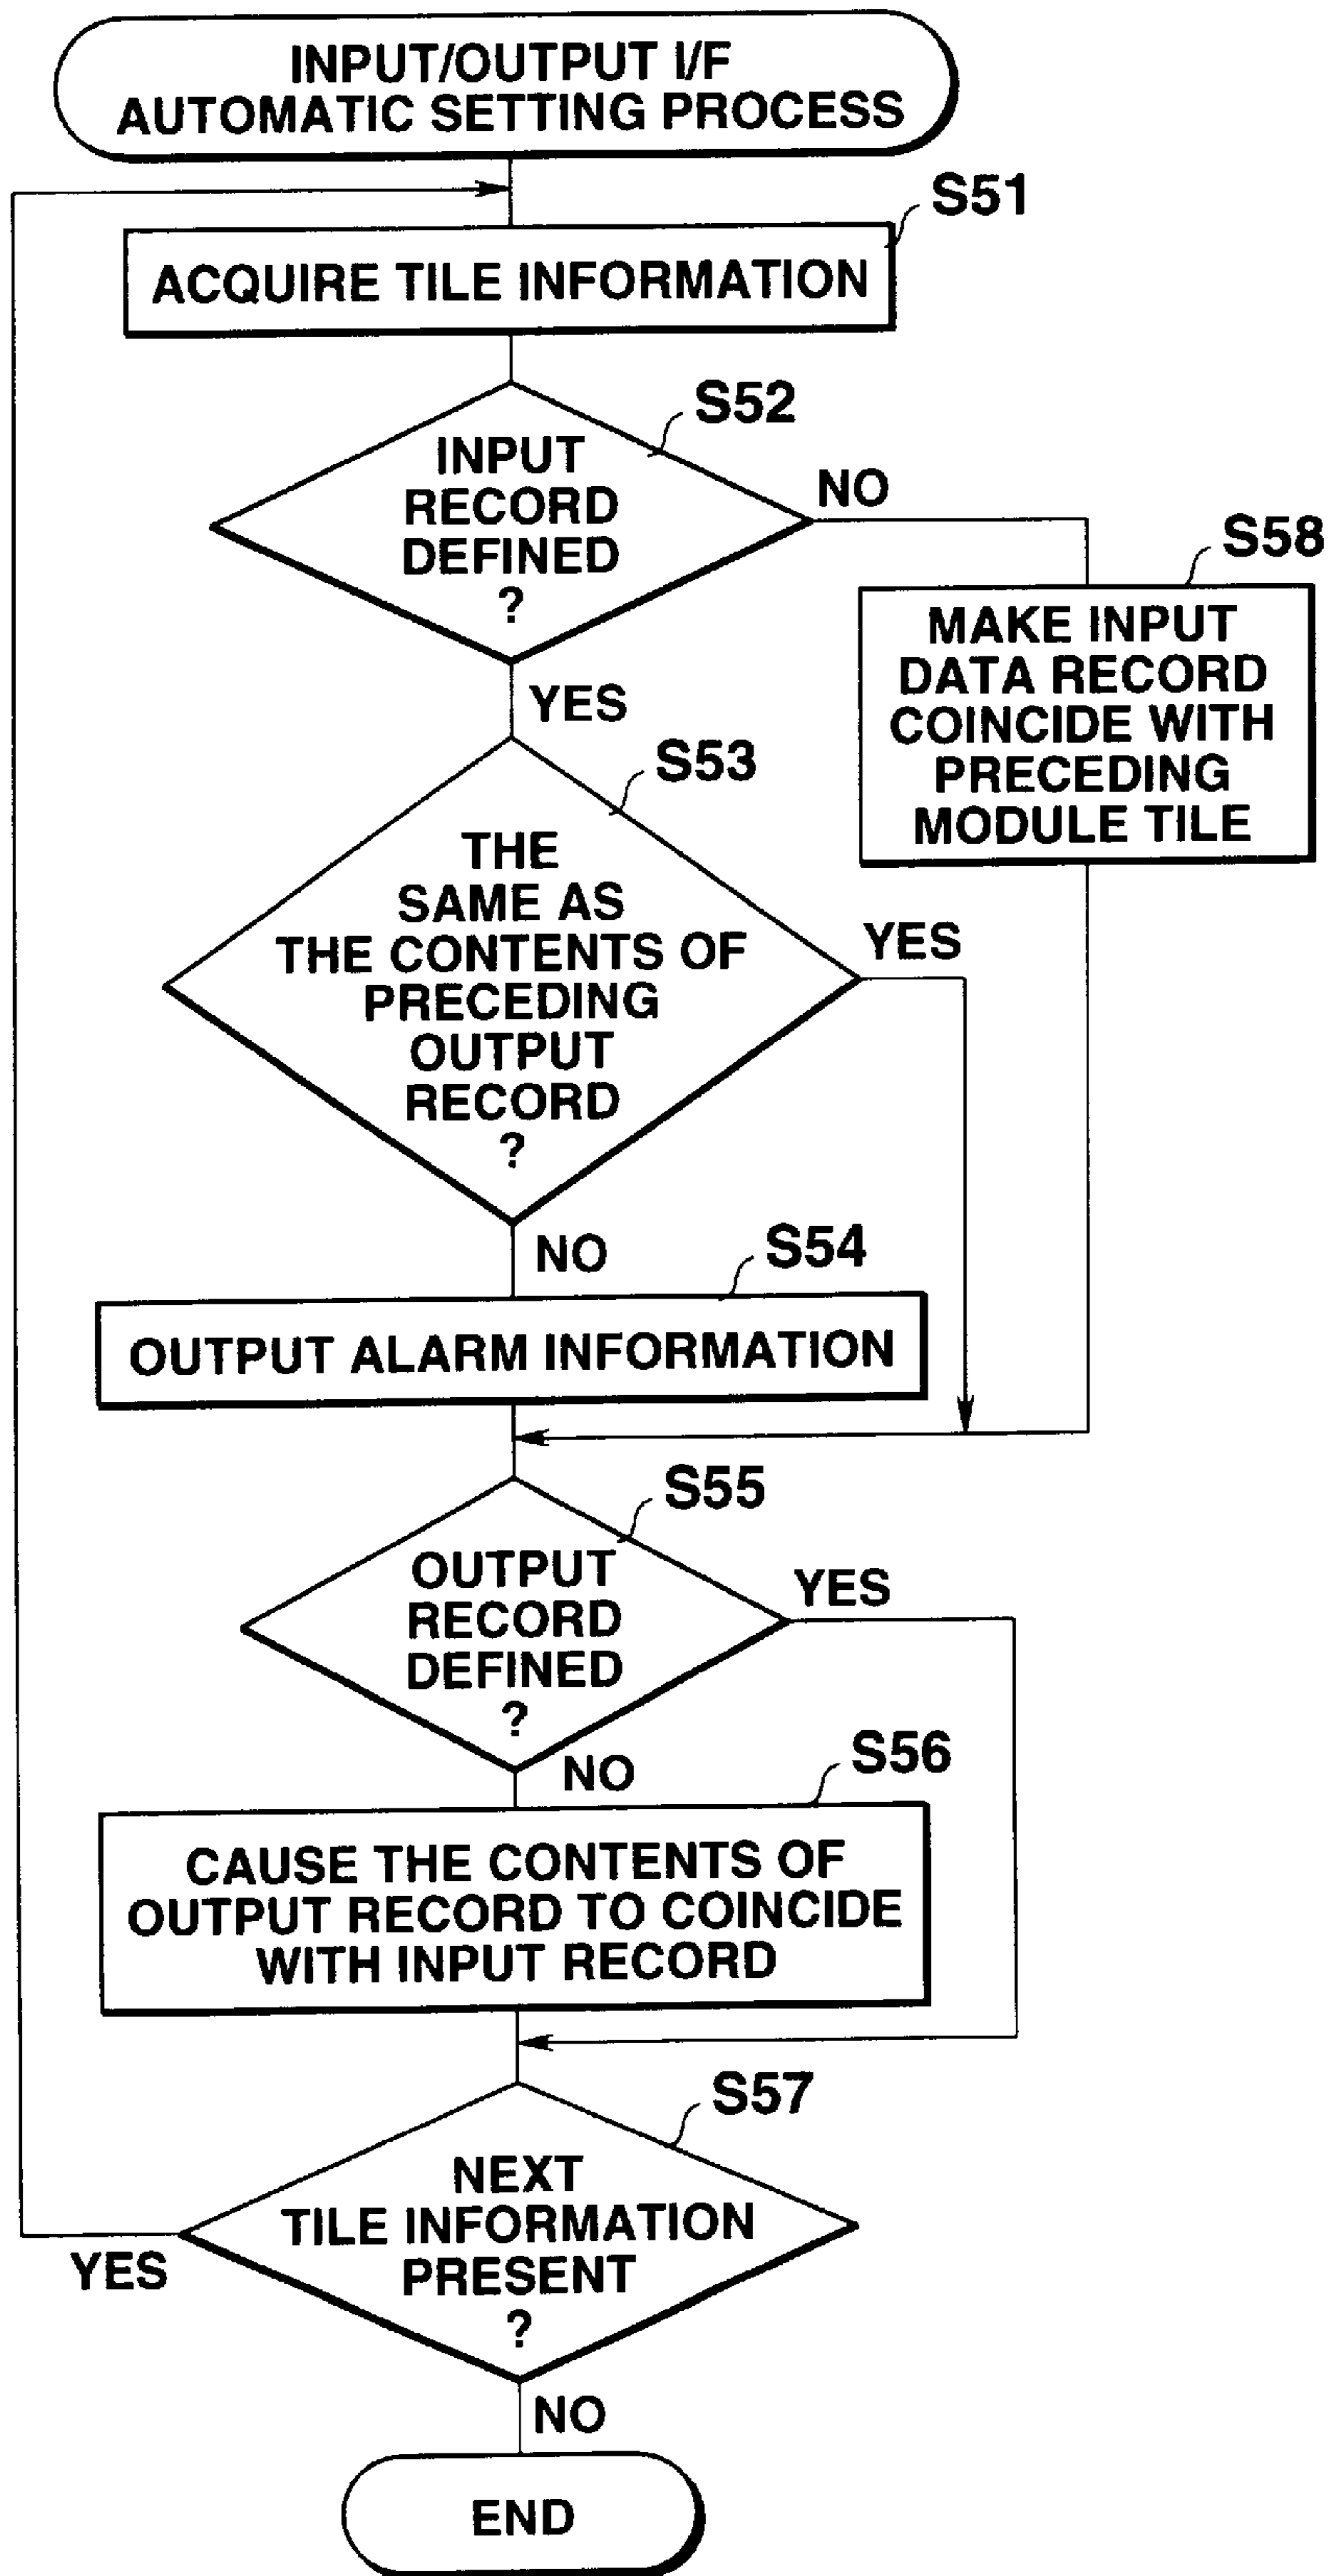 INPUT/OUTPUT I/F
AUTOMATIC SETTING PROCESS
S51
ACQUIRE TILE INFORMATION
S52
INPUT
RECORD
DEFINED
?
NO
S58
MAKE INPUT
DATA RECORD
COINCIDE WITH
PRECEDING
MODULE TILE
YES
S53
THE
SAME AS
THE CONTENTS OF
PRECEDING
OUTPUT
RECORD
?
YES
NO
S54
OUTPUT ALARM INFORMATION
S55
OUTPUT
RECORD
DEFINED
?
YES
NO
S56
CAUSE THE CONTENTS OF
OUTPUT RECORD TO COINCIDE
WITH INPUT RECORD
S57
NEXT
TILE INFORMATION
PRESENT
?
YES
NO
END